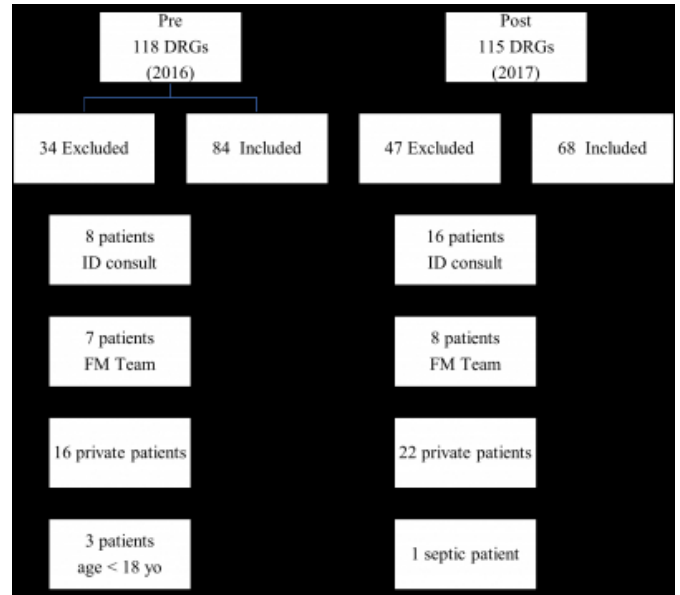 Pre
118 DRGs
(2016)
Post
115 DRGs
(2017)
34 Excluded
84 Included
47 Excluded
68 Included
8 patients
ID consult
16 patients
ID consult
7 patients
FM Team
8 patients
FM Team
16 private patients
22 private patients
3 patients
age < 18 yo
1 septic patient